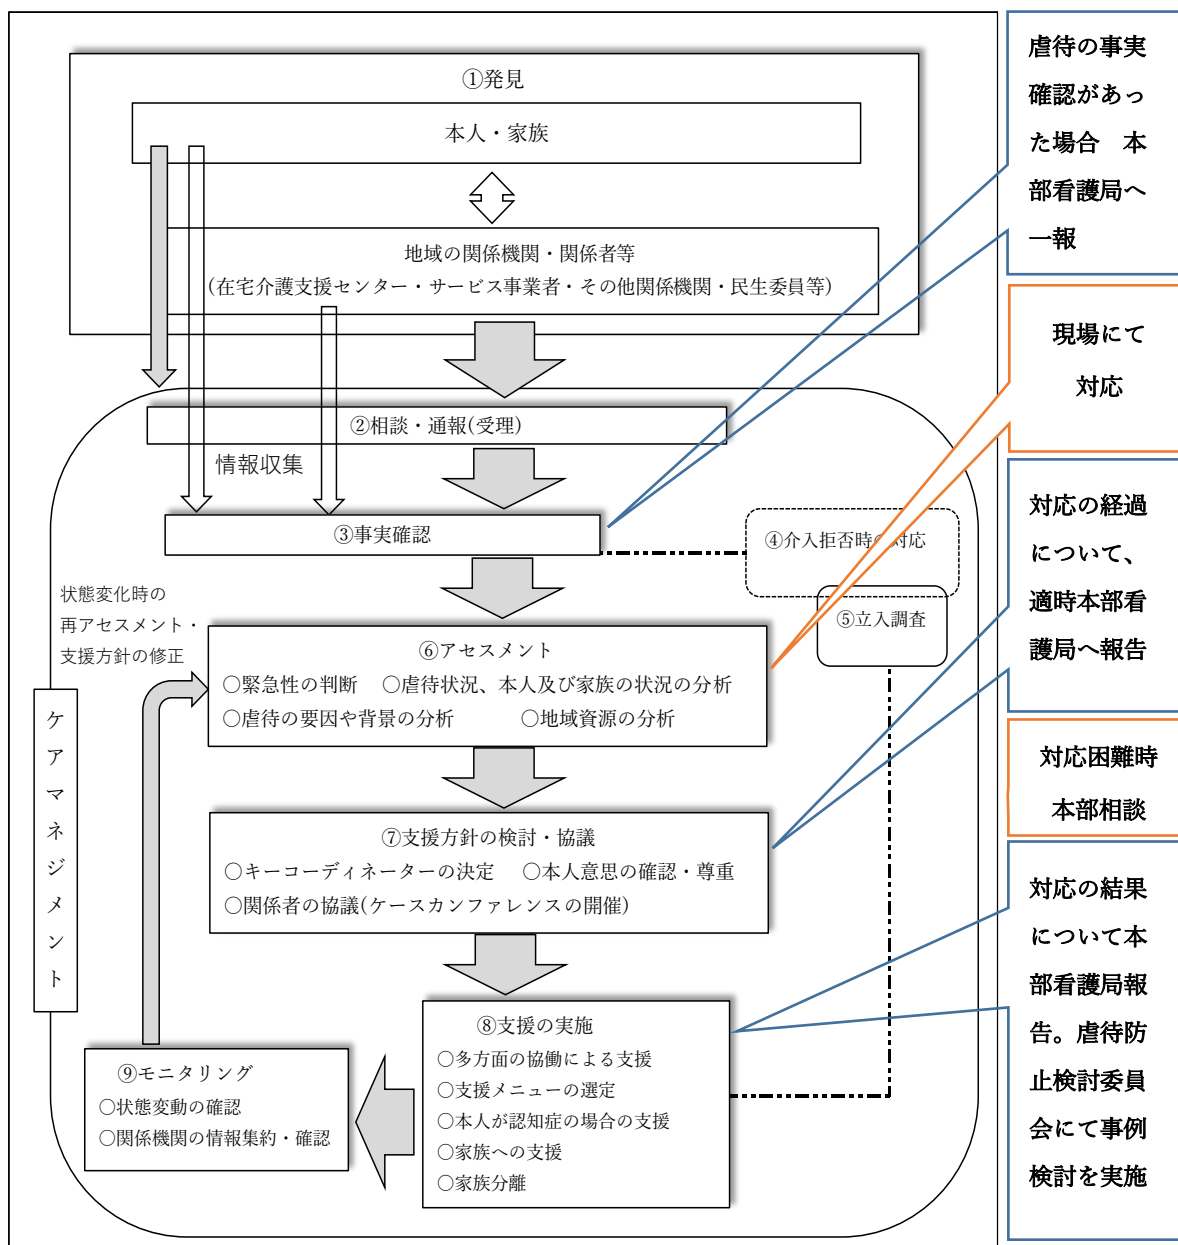 ①発見
本人・家族
地域の関係機関・関係者等
(在宅介護支援センター・サービス事業者・その他関係機関・民生委員等)
②相談・通報(受理)
情報収集
③事実確認
④介入拒否時の対応
⑤立入調査
状態変化時の
再アセスメント・
支援方針の修正
⑥アセスメント
○緊急性の判断　○虐待状況、本人及び家族の状況の分析
○虐待の要因や背景の分析　　　○地域資源の分析
ケアマネジメント
⑦支援方針の検討・協議
○キーコーディネーターの決定　○本人意思の確認・尊重
○関係者の協議(ケースカンファレンスの開催)
⑧支援の実施
○多方面の協働による支援
○支援メニューの選定
○本人が認知症の場合の支援
○家族への支援
○家族分離
⑨モニタリング
○状態変動の確認
○関係機関の情報集約・確認
虐待の事実
確認があっ
た場合　本
部看護局へ
一報
現場にて
対応
対応の経過
について、
適時本部看
護局へ報告
対応困難時
本部相談
対応の結果
について本
部看護局報
告。虐待防
止検討委員
会にて事例
検討を実施